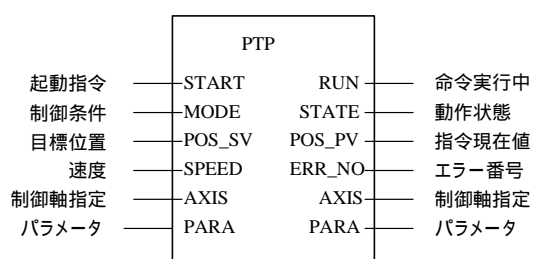 PTP
起動指令 START RUN 命令実行中
制御条件 MODE STATE 動作状態
目標位置 POS_SV POS_PV 指令現在値
速度 SPEED ERR_NO エラー番号
制御軸指定 AXIS AXIS 制御軸指定
パラメータ PARA PARA パラメータ